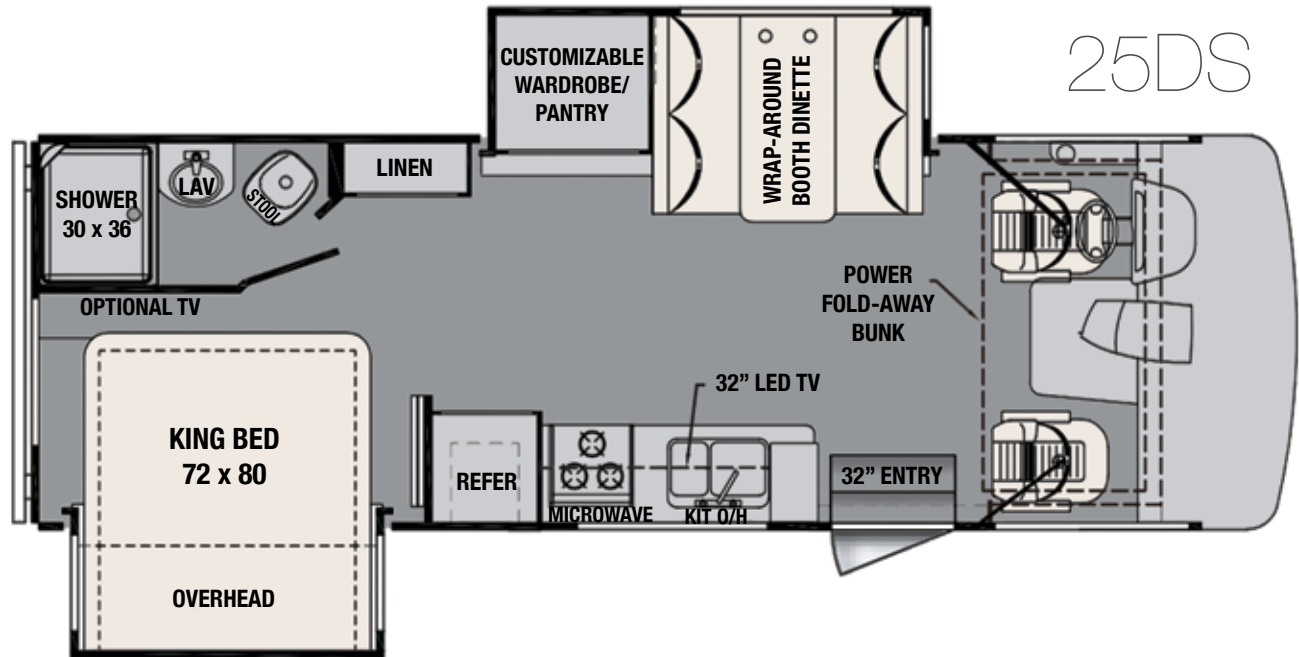 25DS
CUSTOMIZABLE
WARDROBE/
PANTRY
WRAP-AROUND
BOOTH DINETTE
LINEN
LAV
STOOL
SHOWER
30 x 36
OPTIONAL TV
POWER
FOLD-AWAY
BUNK
32” LED TV
KING BED
72 x 80
REFER
32” ENTRY
MICROWAVE
KIT O/H
OVERHEAD